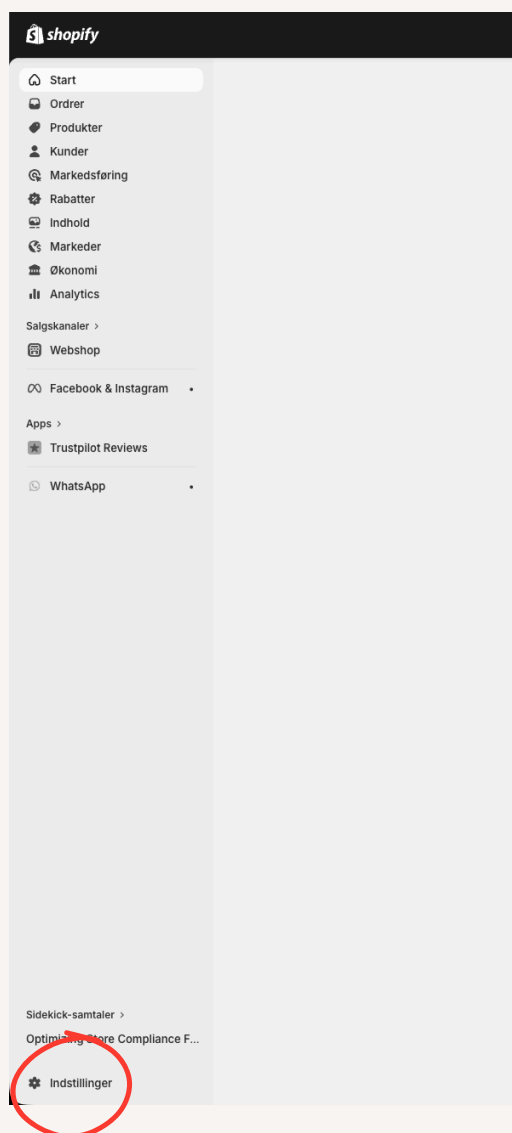 shopify
Start
Ordrer
Produkter
Kunder
Markedsføring
Rabatter
Indhold
Markeder
Økonomi
Analytics
Salgskanaler >
Webshop
Facebook & Instagram •
Apps >
Trustpilot Reviews
WhatsApp •
Sidekick-samtaler >
Optimizing Store Compliance F...
Indstillinger